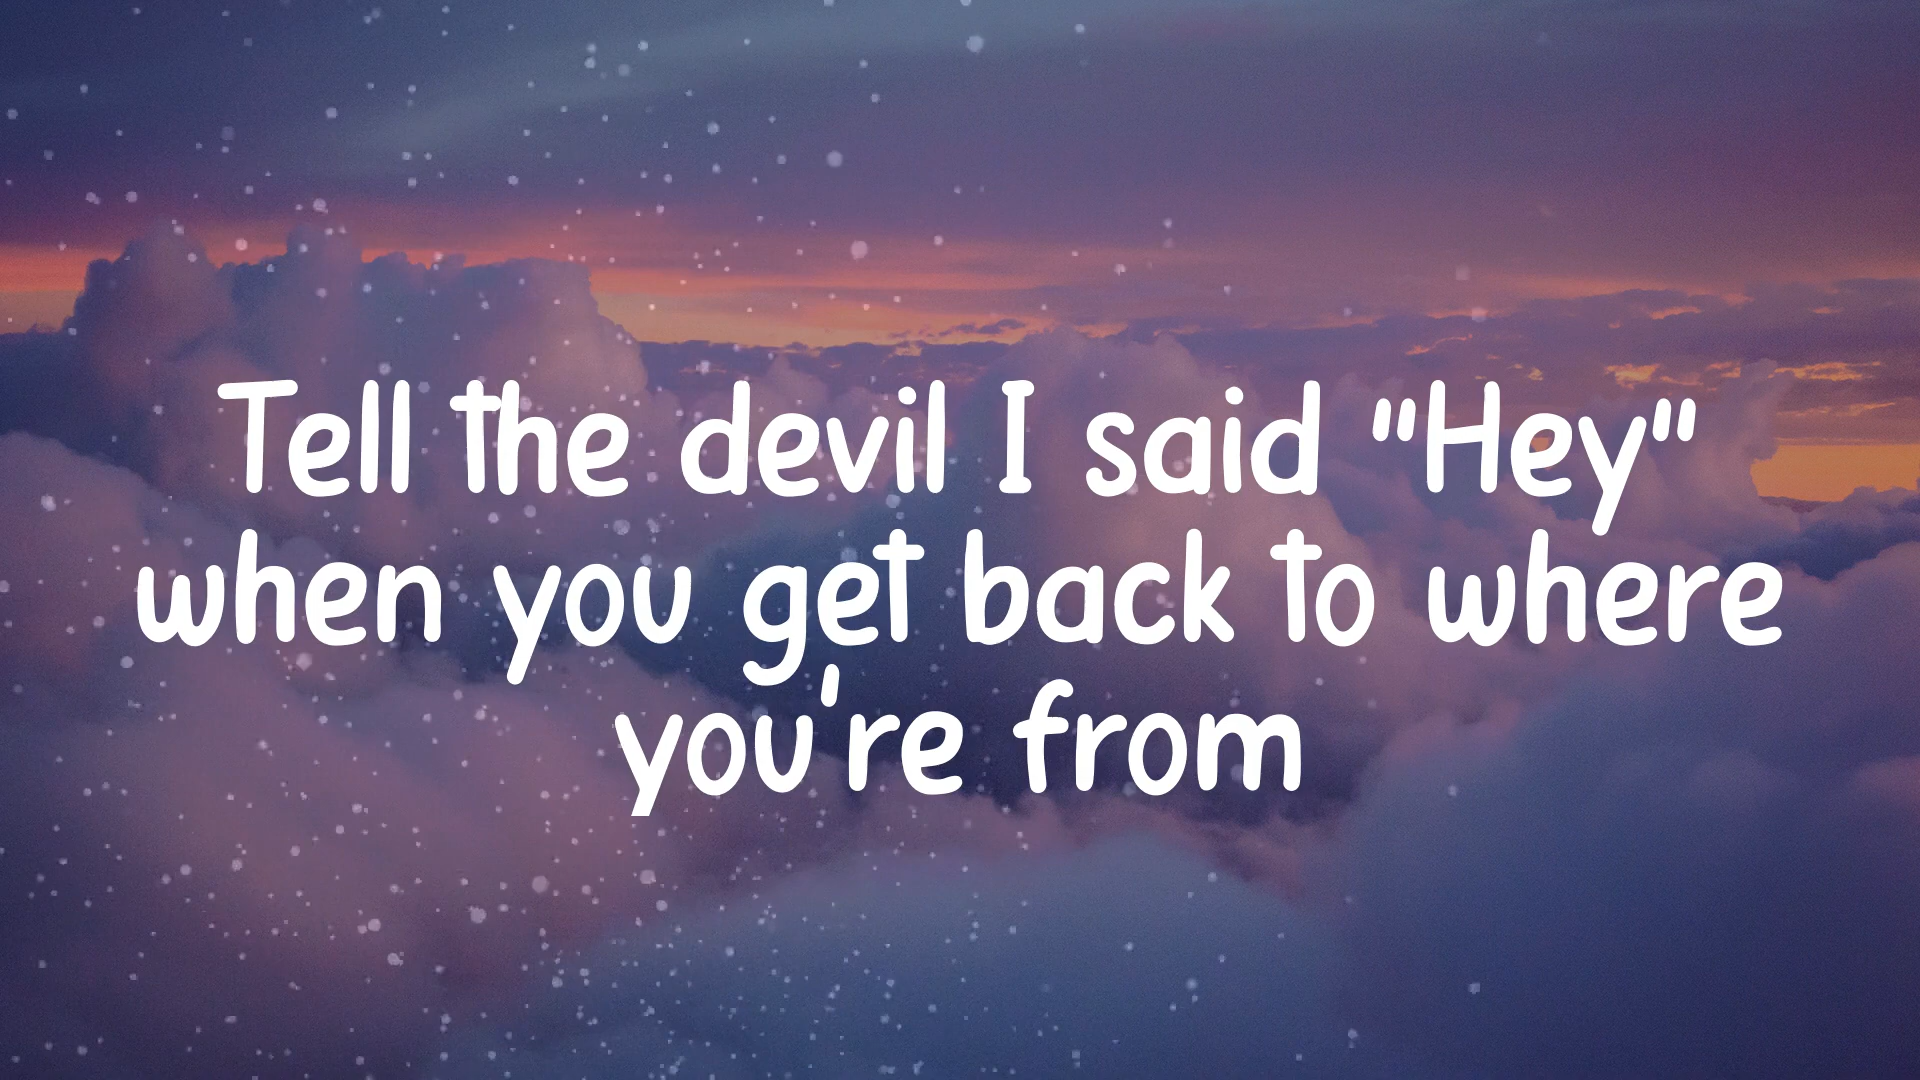 Tell the devil I said "Hey"
when you get back to where
you're from